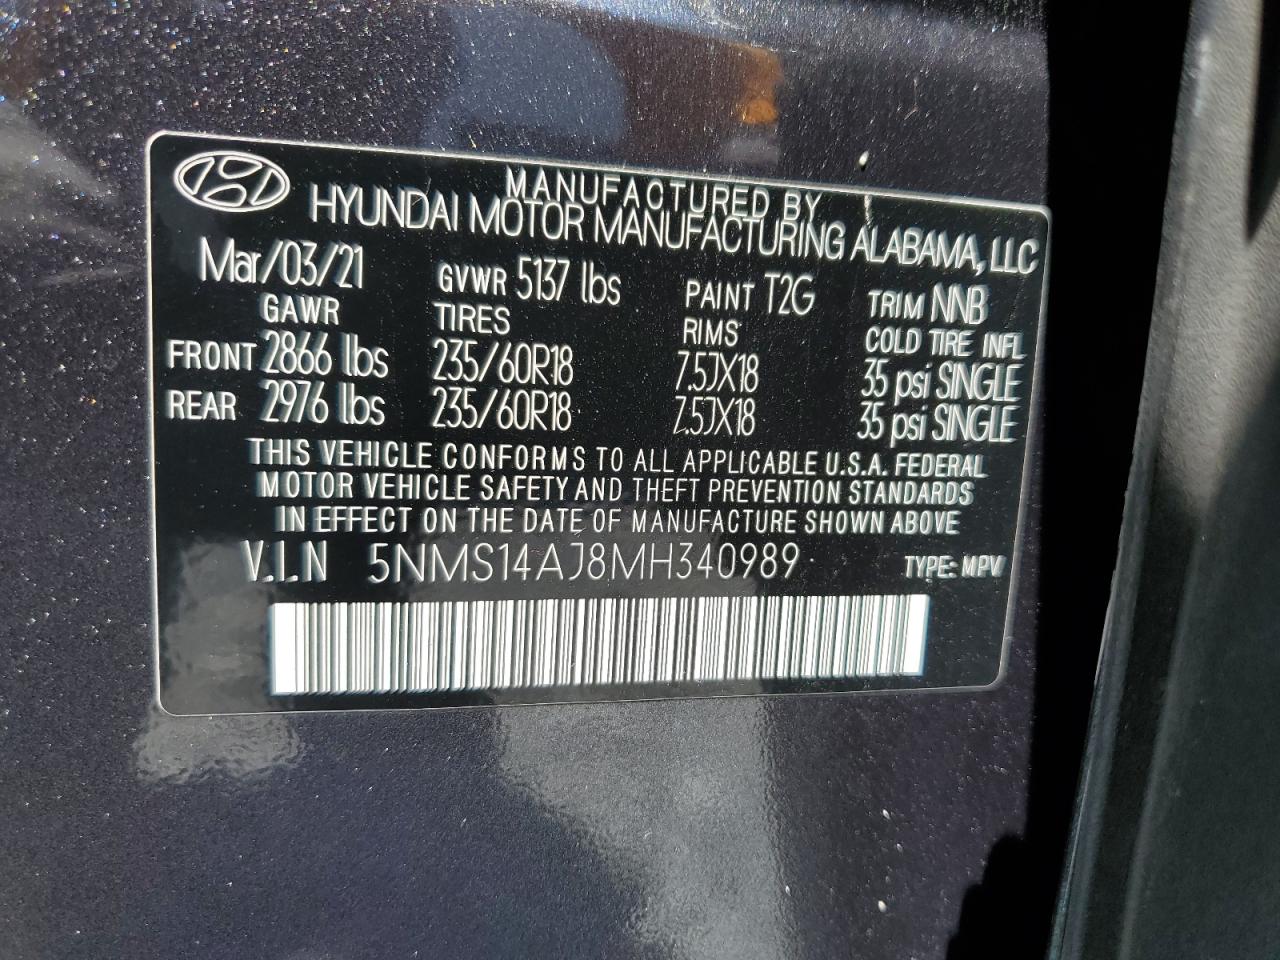 MANUFACTURED BY
HYUNDAI MOTOR MANUFACTURING ALABAMA, LLC
Mar/03/21 GVWR 5137 lbs PAINT T2G TRIM NNB
GAWR TIRES RIMS COLD TIRE INFL
FRONT 2866 lbs 235/60R18 7.5JX18 35 psi SINGLE
REAR 2976 lbs 235/60R18 7.5JX18 35 psi SINGLE
THIS VEHICLE CONFORMS TO ALL APPLICABLE U.S.A. FEDERAL
MOTOR VEHICLE SAFETY AND THEFT PREVENTION STANDARDS
IN EFFECT ON THE DATE OF MANUFACTURE SHOWN ABOVE
V.I.N 5NMS14AJ8MH340989 TYPE: MPV